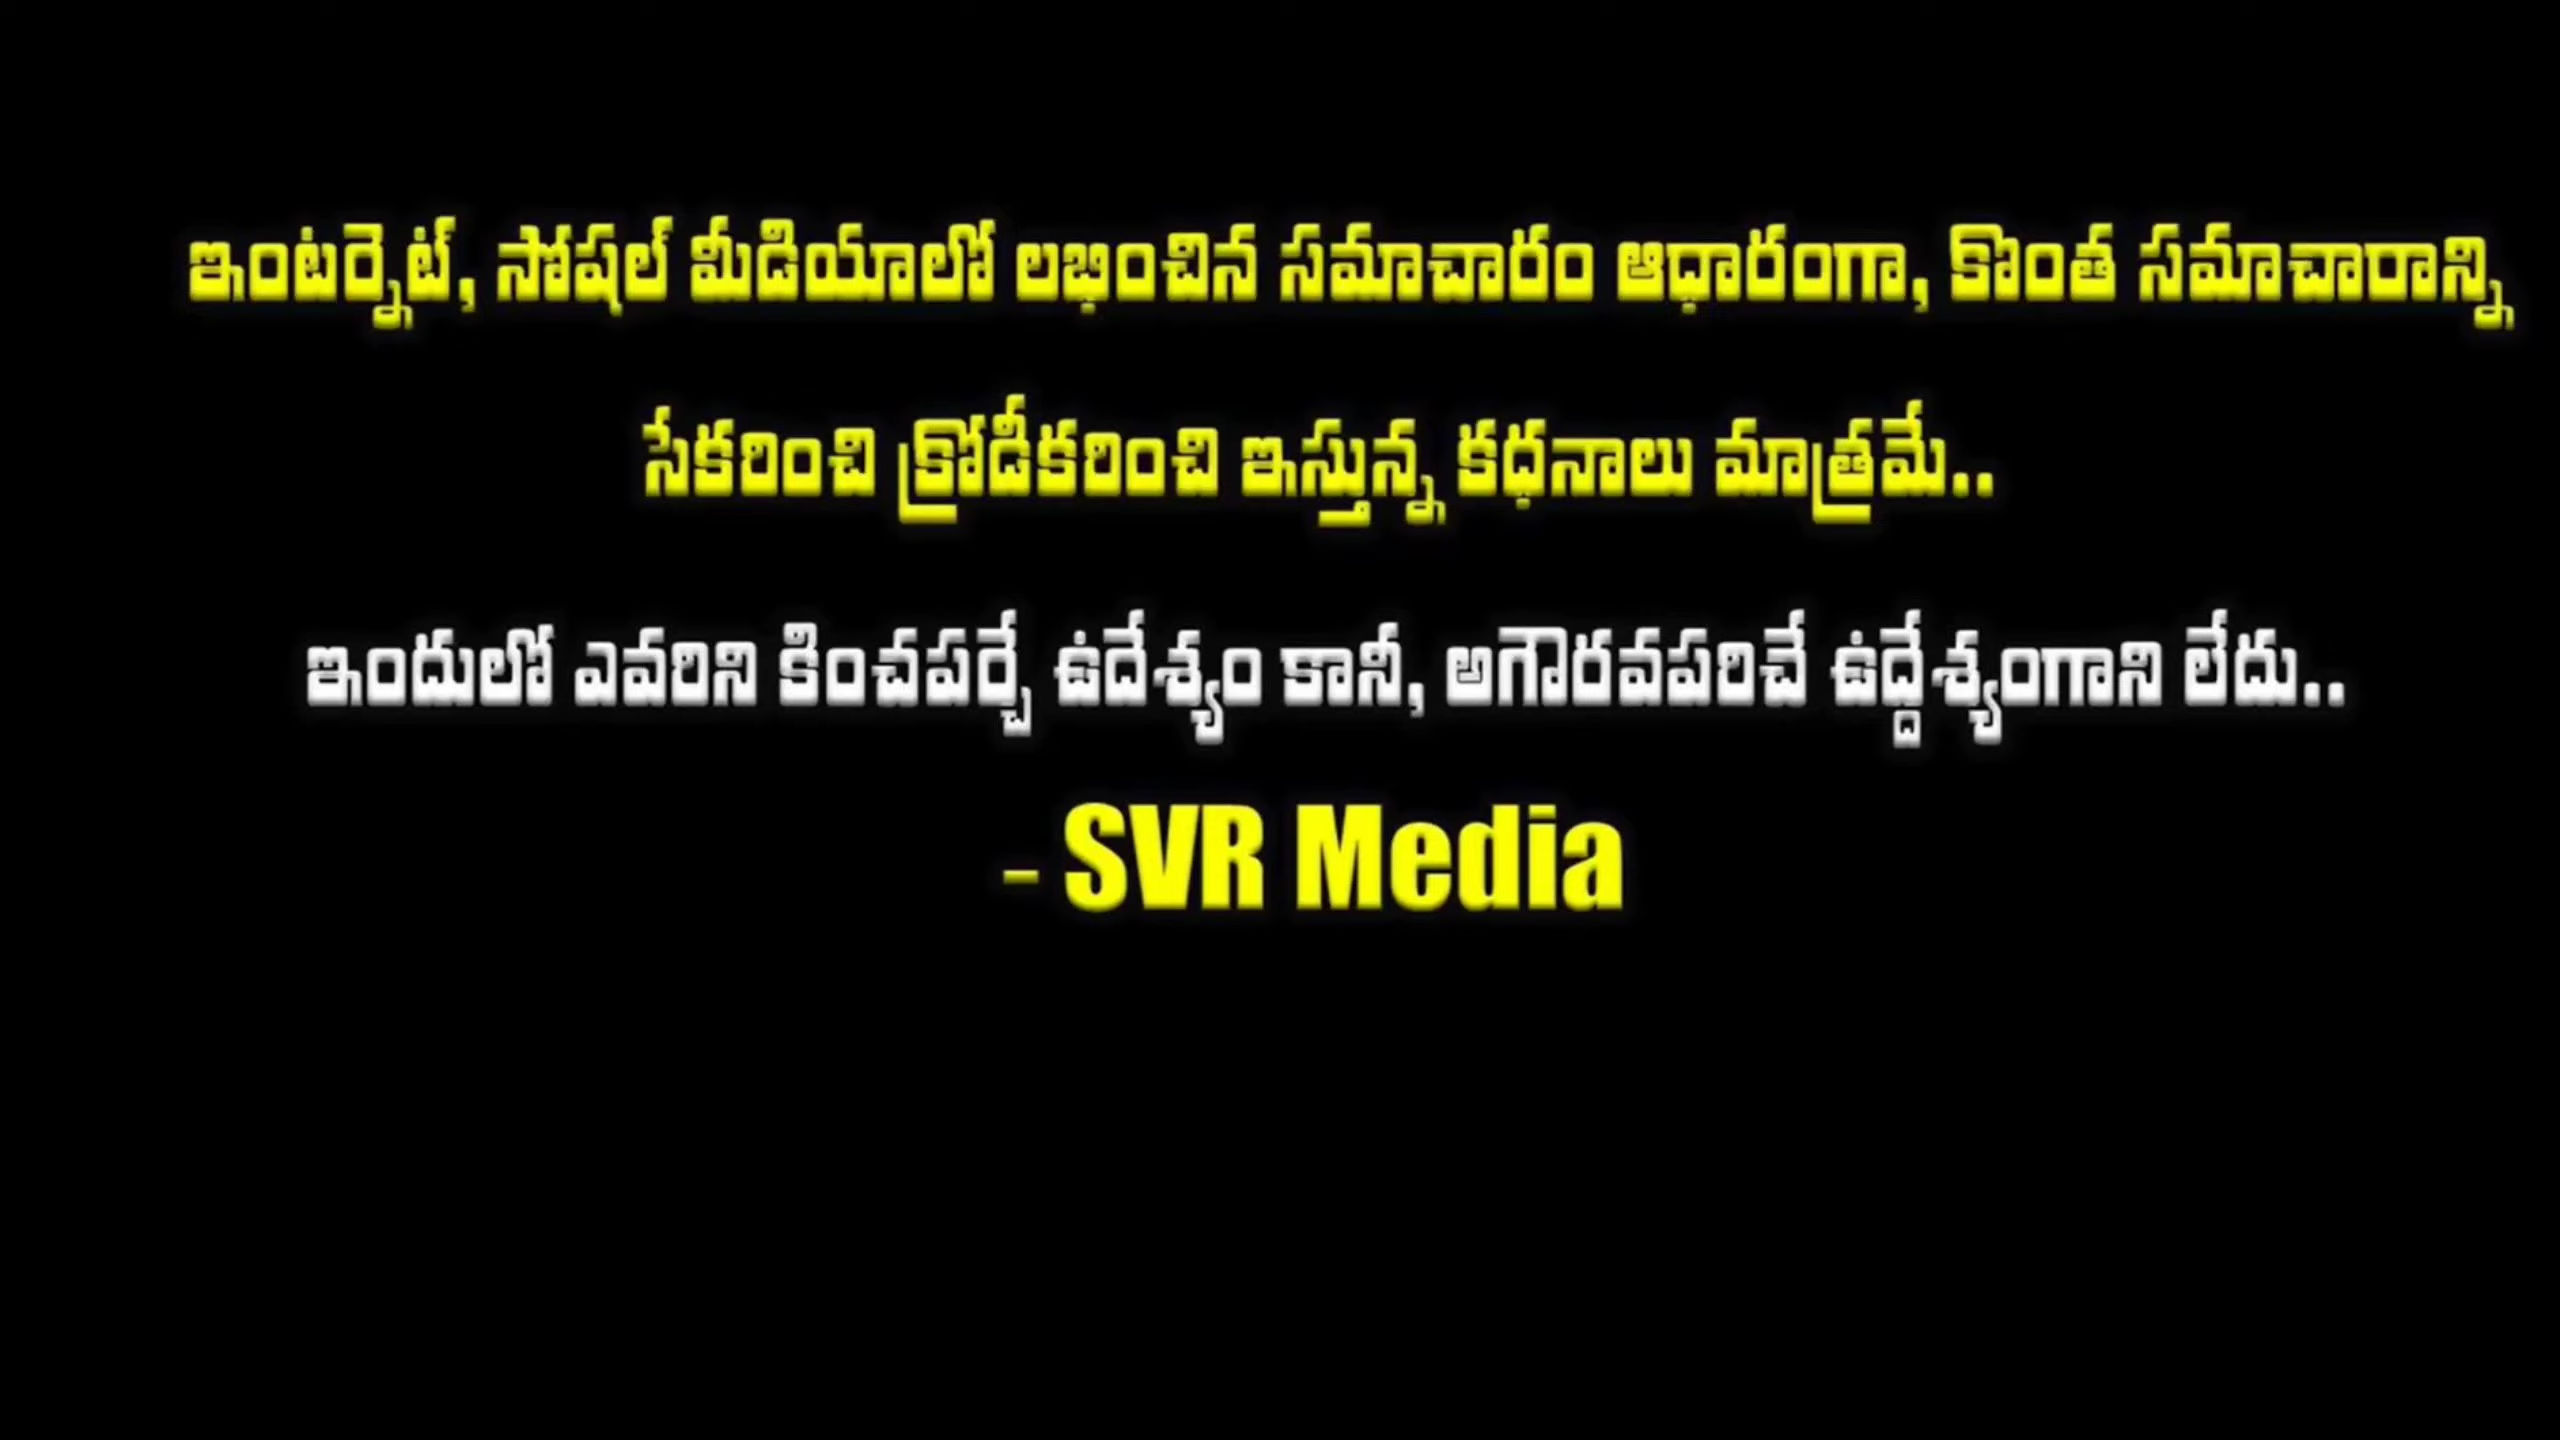 ఇంటర్నెట్, సోషల్ మీడియాలో లభించిన సమాచారం ఆధారంగా, కొంత సమాచారాన్ని
సేకరించి క్రోడీకరించి ఇస్తున్న కధనాలు మాత్రమే..
ఇందులో ఎవరిని కించపర్చే ఉదేశ్యం కానీ, అగౌరవపరిచే ఉద్దేశ్యంగాని లేదు..
- SVR Media